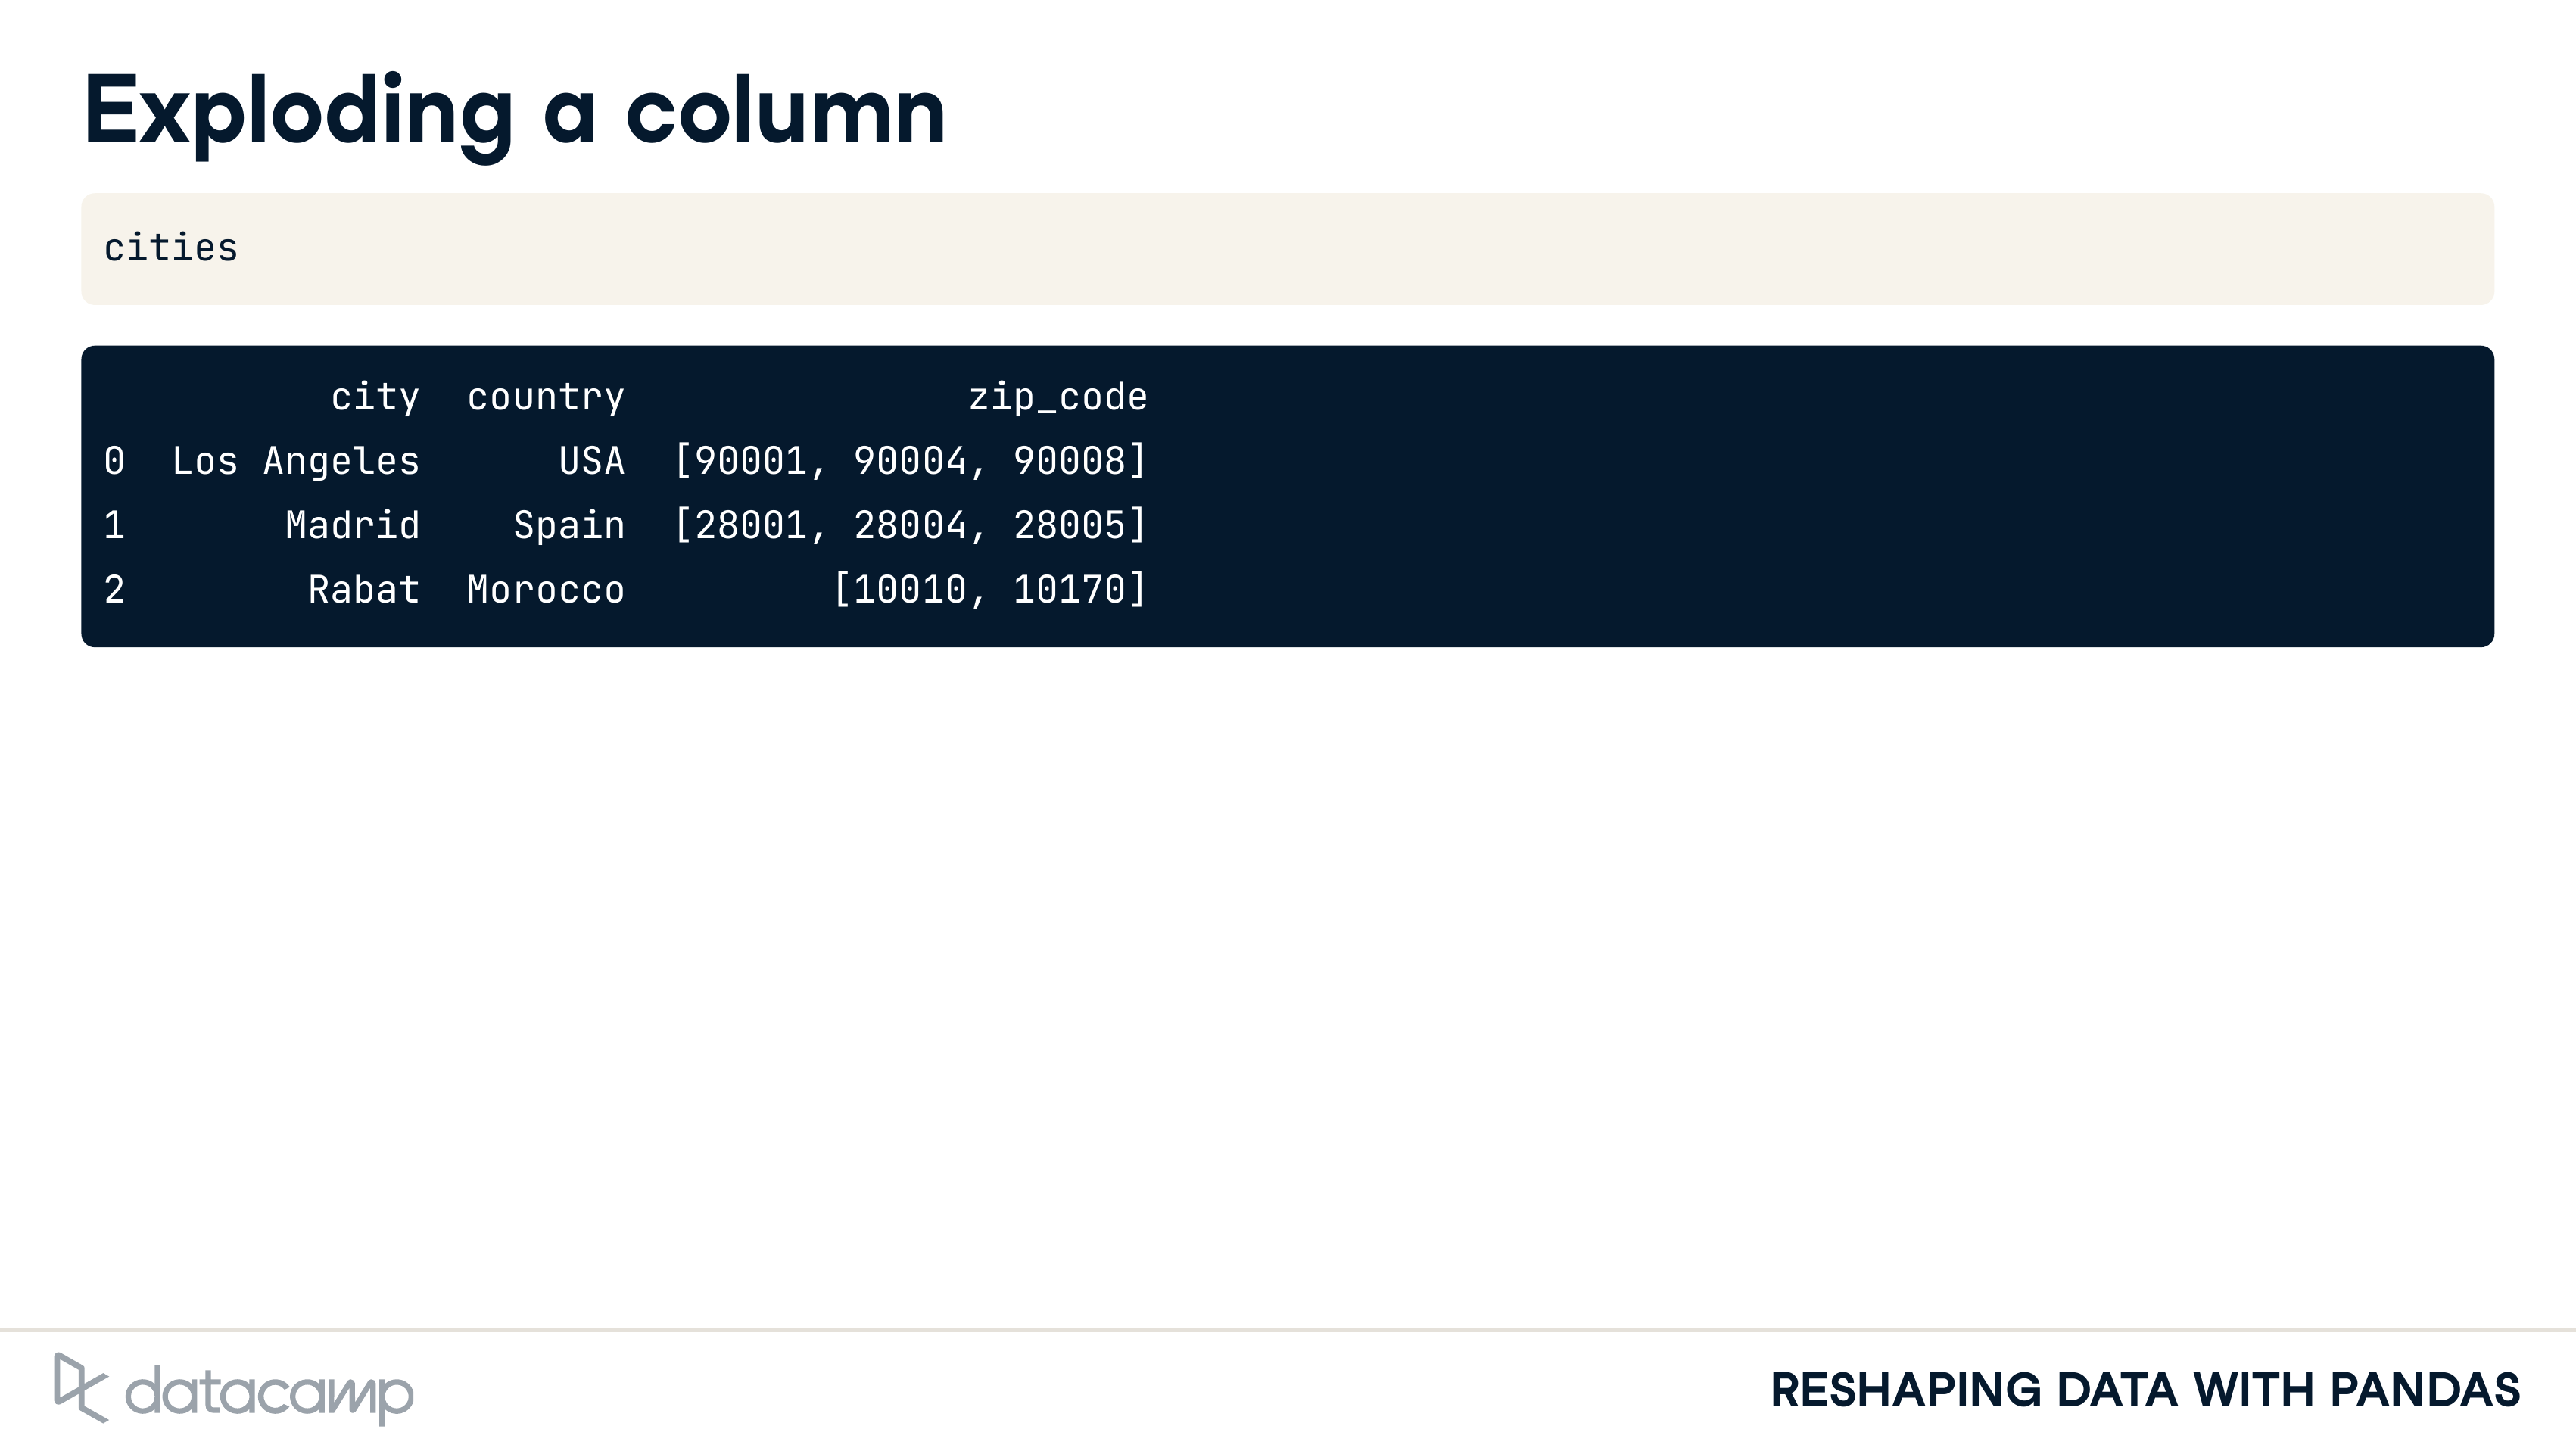 Exploding a column
cities
city country zip_code
0 Los Angeles USA [90001, 90004, 90008]
1 Madrid Spain [28001, 28004, 28005]
2 Rabat Morocco [10010, 10170]
datacamp
RESHAPING DATA WITH PANDAS